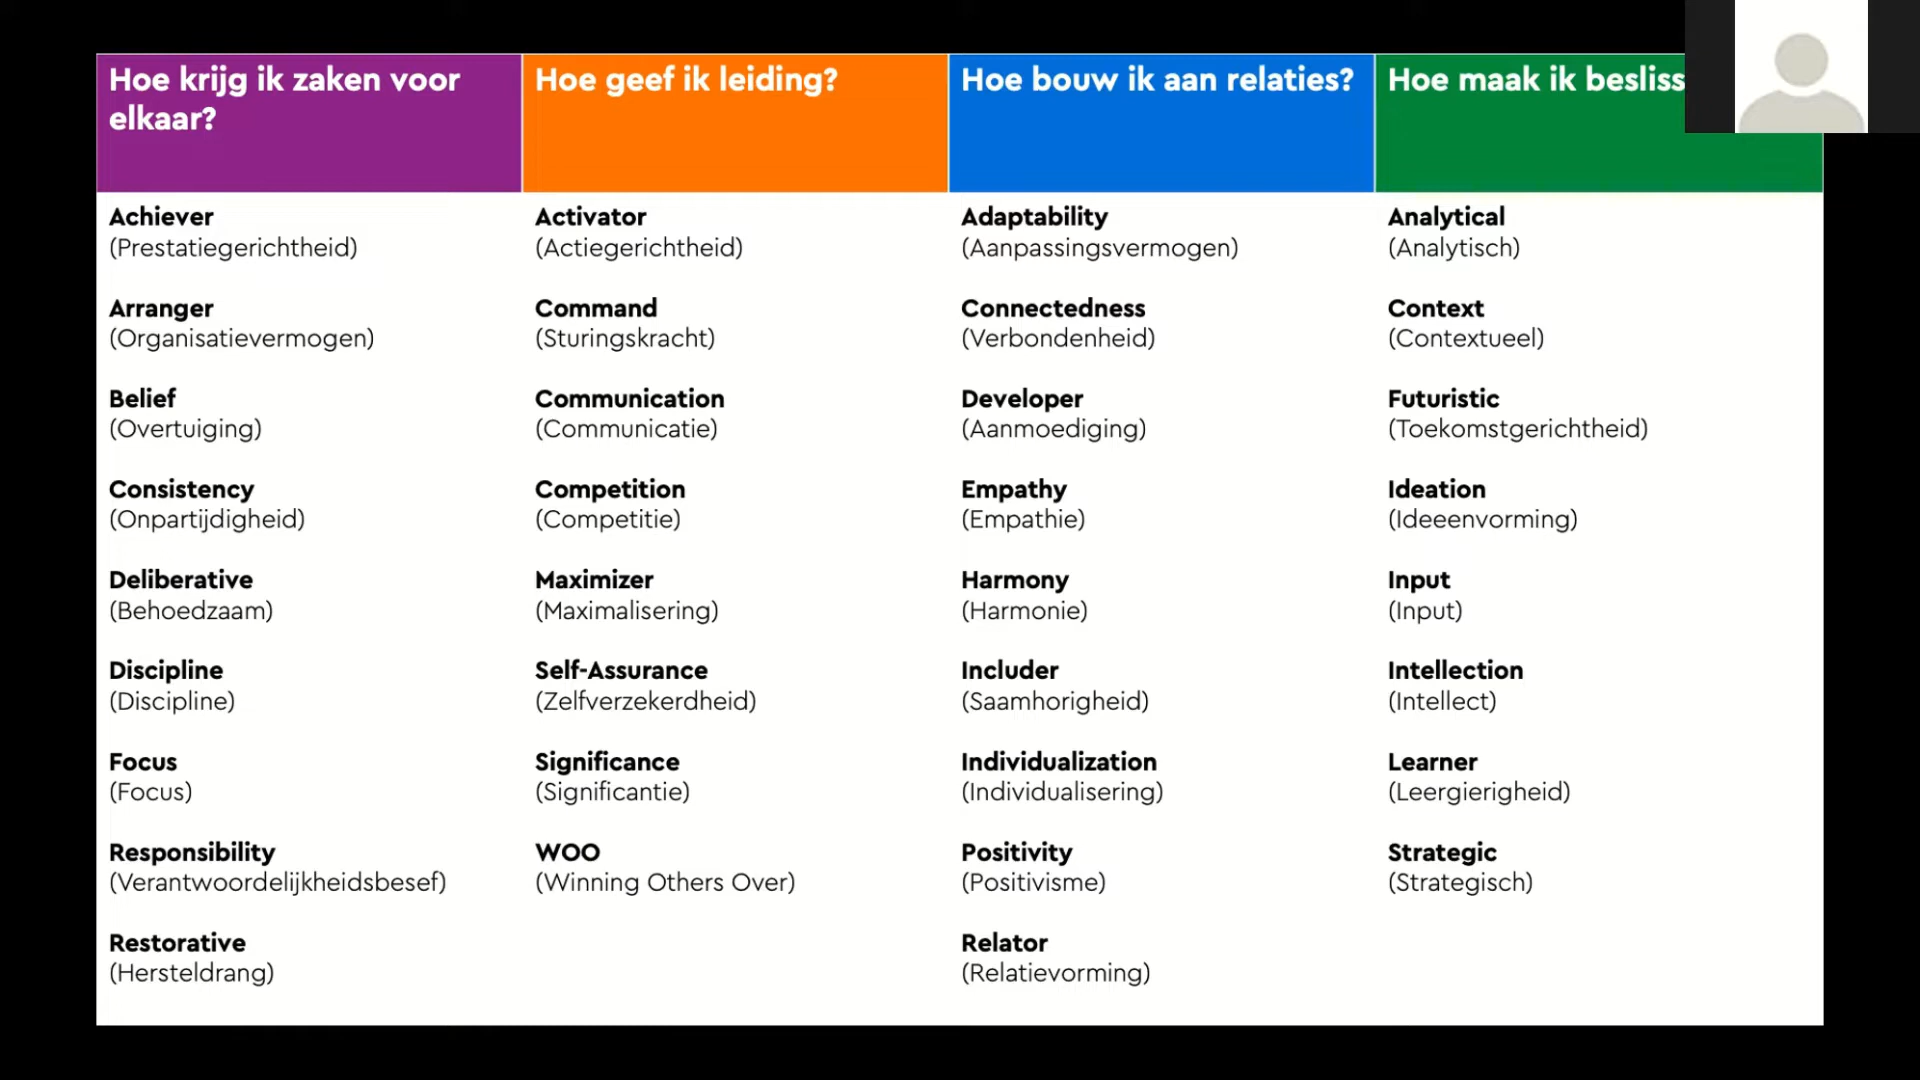 Hoe krijg ik zaken voor
elkaar?
Achiever
(Prestatiegerichtheid)
Arranger
(Organisatievermogen)
Belief
(Overtuiging)
Consistency
(Onpartijdigheid)
Deliberative
(Behoedzaam)
Discipline
(Discipline)
Focus
(Focus)
Responsibility
(Verantwoordelijkheidsbesef)
Restorative
(Hersteldrang)
Hoe geef ik leiding?
Activator
(Actiegerichtheid)
Command
(Sturingskracht)
Communication
(Communicatie)
Competition
(Competitie)
Maximizer
(Maximalisering)
Self-Assurance
(Zelfverzekerdheid)
Significance
(Significantie)
WOO
(Winning Others Over)
Hoe bouw ik aan relaties?
Adaptability
(Aanpassingsvermogen)
Connectedness
(Verbondenheid)
Developer
(Aanmoediging)
Empathy
(Empathie)
Harmony
(Harmonie)
Includer
(Saamhorigheid)
Individualization
(Individualisering)
Positivity
(Positivisme)
Relator
(Relatievorming)
Hoe maak ik besliss
Analytical
(Analytisch)
Context
(Contextueel)
Futuristic
(Toekomstgerichtheid)
Ideation
(Ideeenvorming)
Input
(Input)
Intellection
(Intellect)
Learner
(Leergierigheid)
Strategic
(Strategisch)